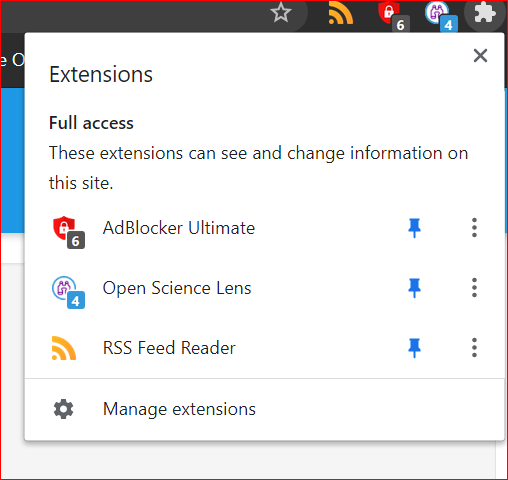 6
4
e O
Extensions
Full access
These extensions can see and change information on
this site.
AdBlocker Ultimate
6
Open Science Lens
4
RSS Feed Reader
Manage extensions